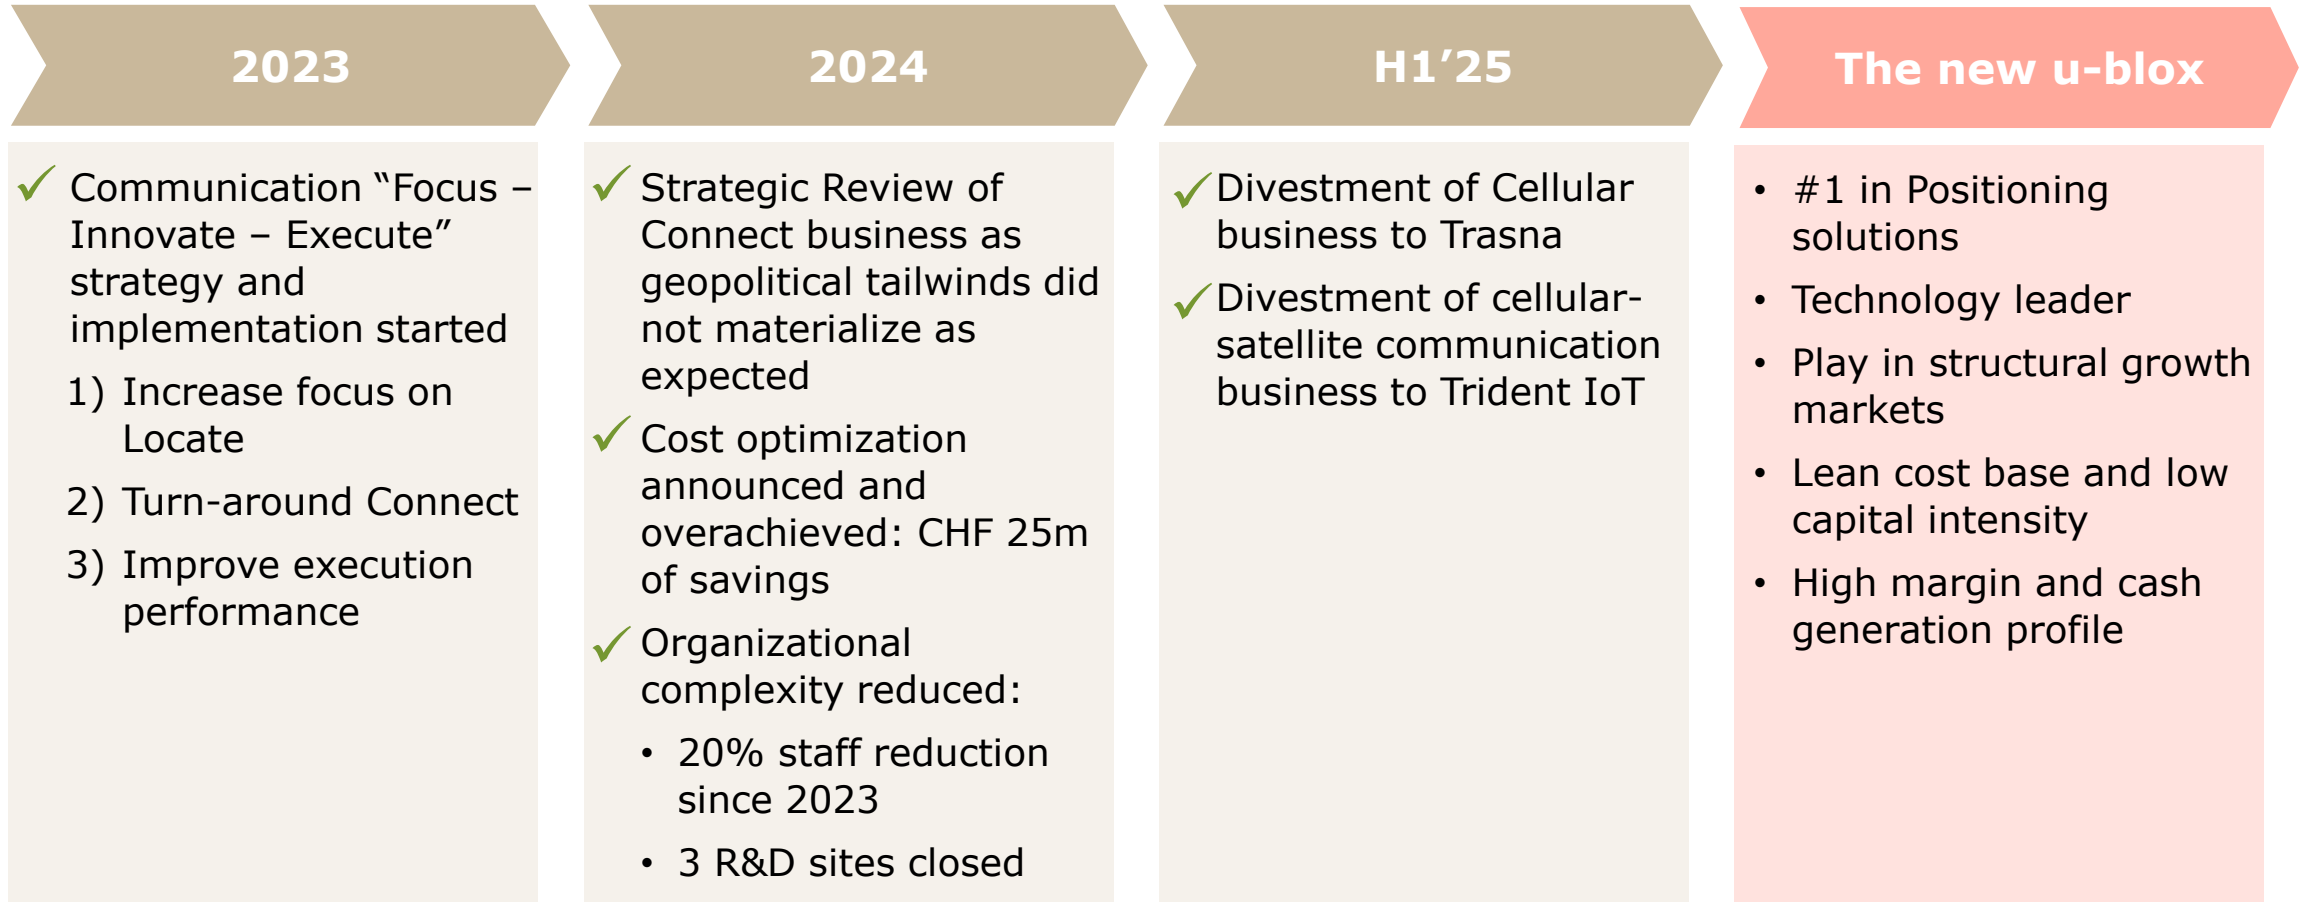 2023
Communication “Focus –
Innovate – Execute”
strategy and
implementation started
1) Increase focus on
Locate
2) Turn-around Connect
3) Improve execution
performance
2024
Strategic Review of
Connect business as
geopolitical tailwinds did
not materialize as
expected
Cost optimization
announced and
overachieved: CHF 25m
of savings
Organizational
complexity reduced:
• 20% staff reduction
since 2023
• 3 R&D sites closed
H1’25
Divestment of Cellular
business to Trasna
Divestment of cellular-
satellite communication
business to Trident IoT
The new u-blox
• #1 in Positioning
solutions
• Technology leader
• Play in structural growth
markets
• Lean cost base and low
capital intensity
• High margin and cash
generation profile